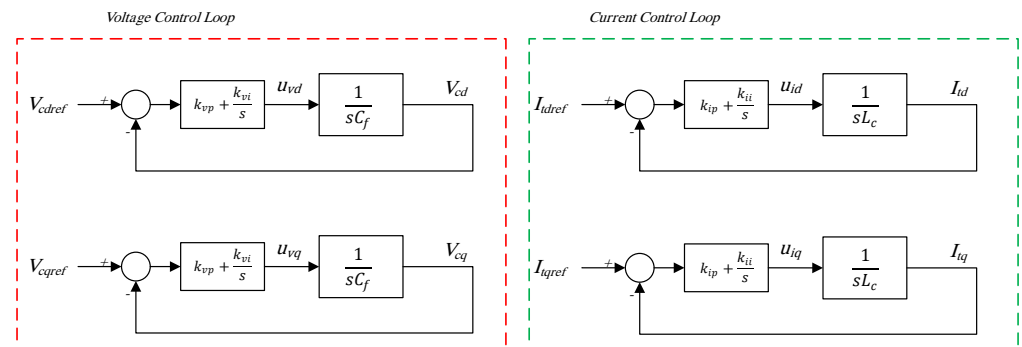 Voltage Control Loop
Current Control Loop
V_cdref
+
-
k_vp + k_vi/s
u_vd
1/sC_f
V_cd
I_tdref
+
-
k_ip + k_ii/s
u_id
1/sL_c
I_td
V_cqref
+
-
k_vp + k_vi/s
u_vq
1/sC_f
V_cq
I_tqref
+
-
k_ip + k_ii/s
u_iq
1/sL_c
I_tq